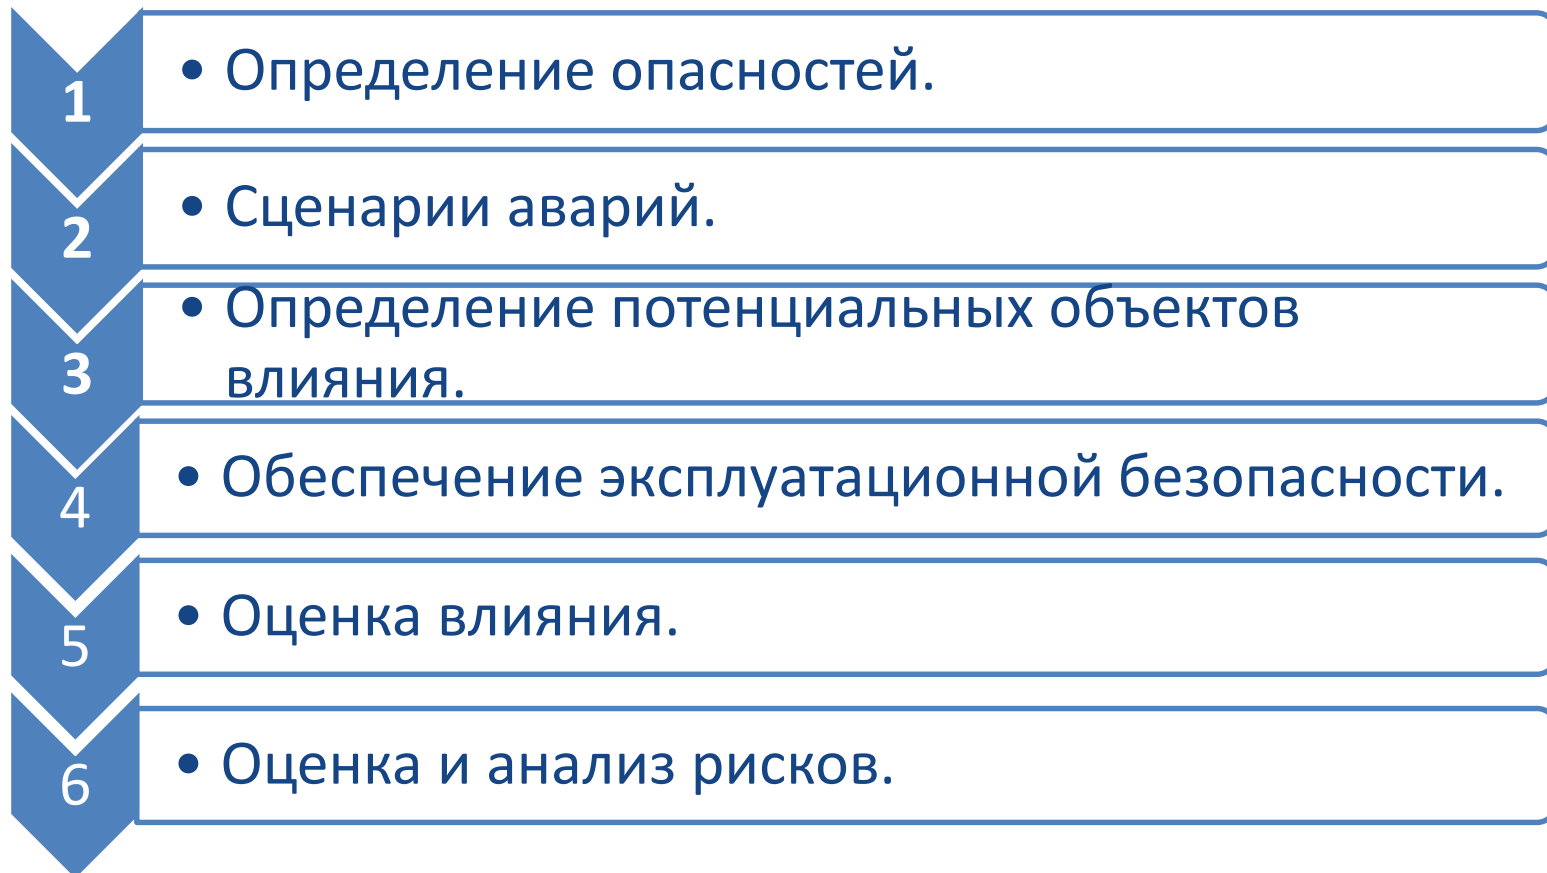 1
• Определение опасностей.
2
• Сценарии аварий.
3
• Определение потенциальных объектов
влияния.
4
• Обеспечение эксплуатационной безопасности.
5
• Оценка влияния.
6
• Оценка и анализ рисков.